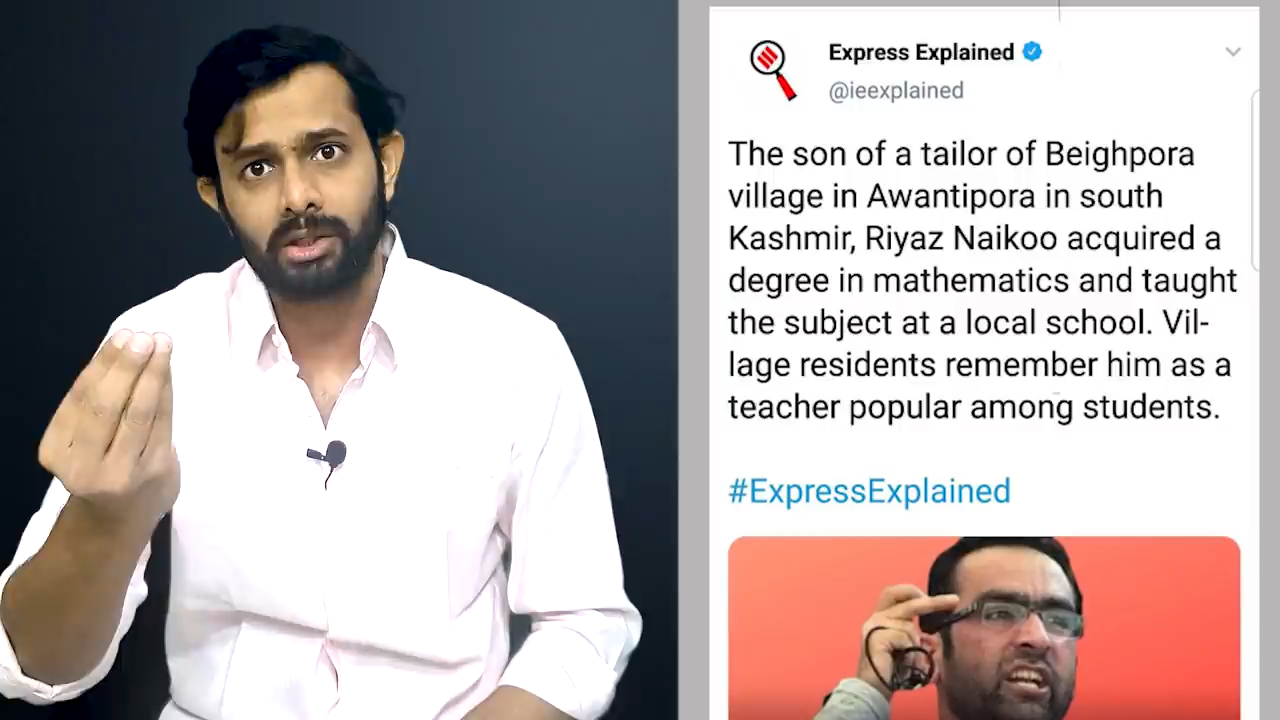 Express Explained
@ieexplained
The son of a tailor of Beighpora
village in Awantipora in south
Kashmir, Riyaz Naikoo acquired a
degree in mathematics and taught
the subject at a local school. Vil-
lage residents remember him as a
teacher popular among students.
#ExpressExplained